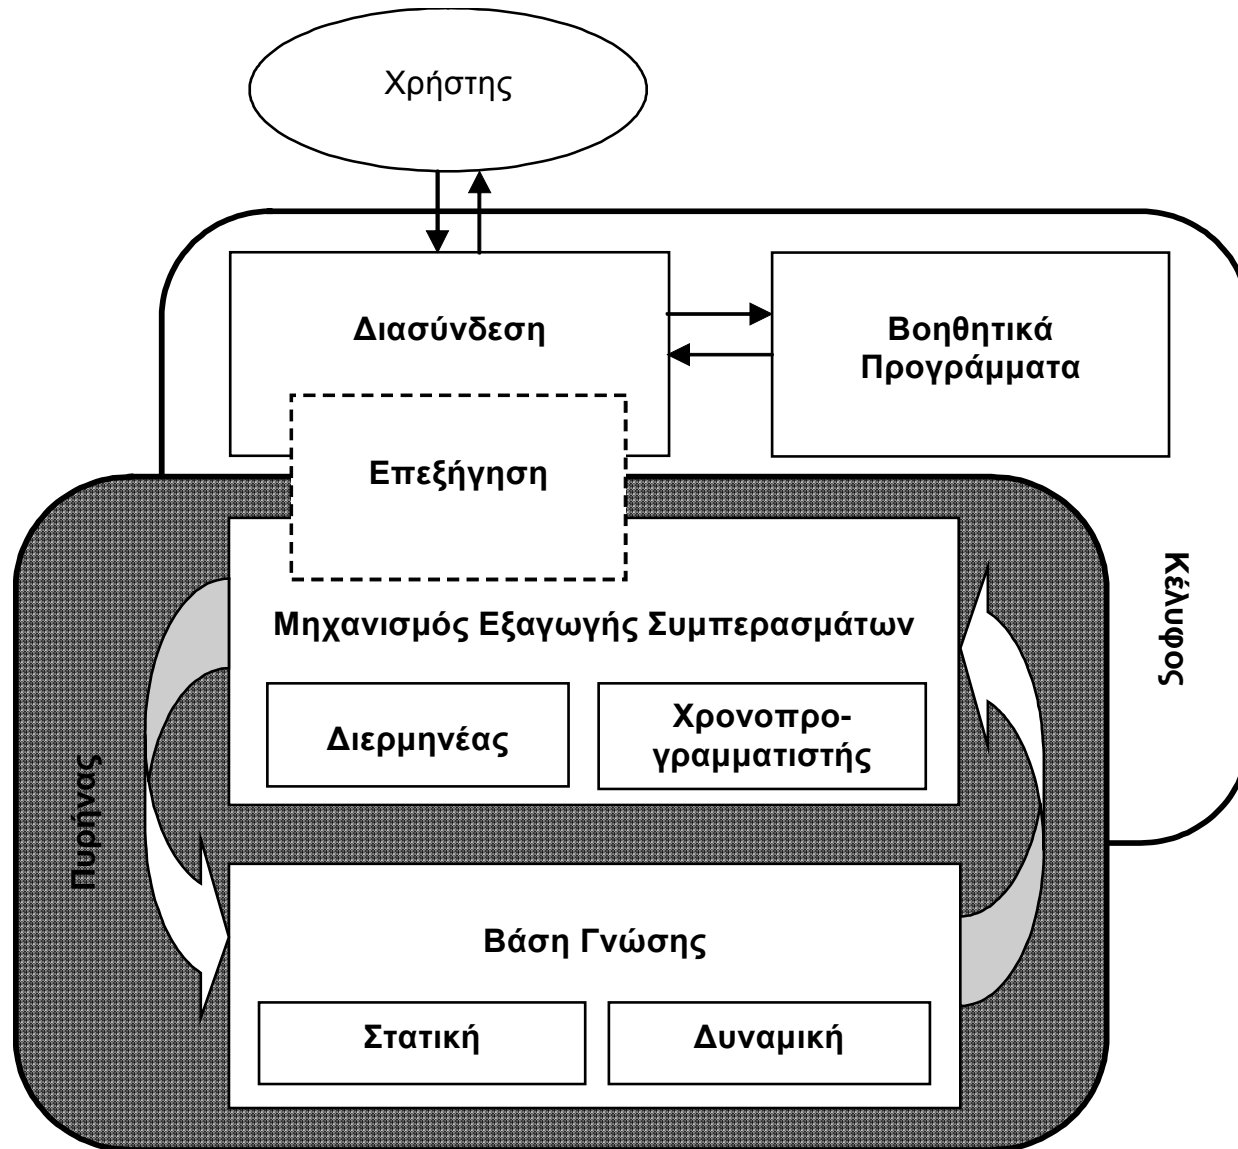 Χρήστης
Διασύνδεση
Βοηθητικά
Προγράμματα
Επεξήγηση
Κέλυφος
Μηχανισμός Εξαγωγής Συμπερασμάτων
Διερμηνέας
Χρονοπρο-
γραμματιστής
Πυρήνας
Βάση Γνώσης
Στατική
Δυναμική